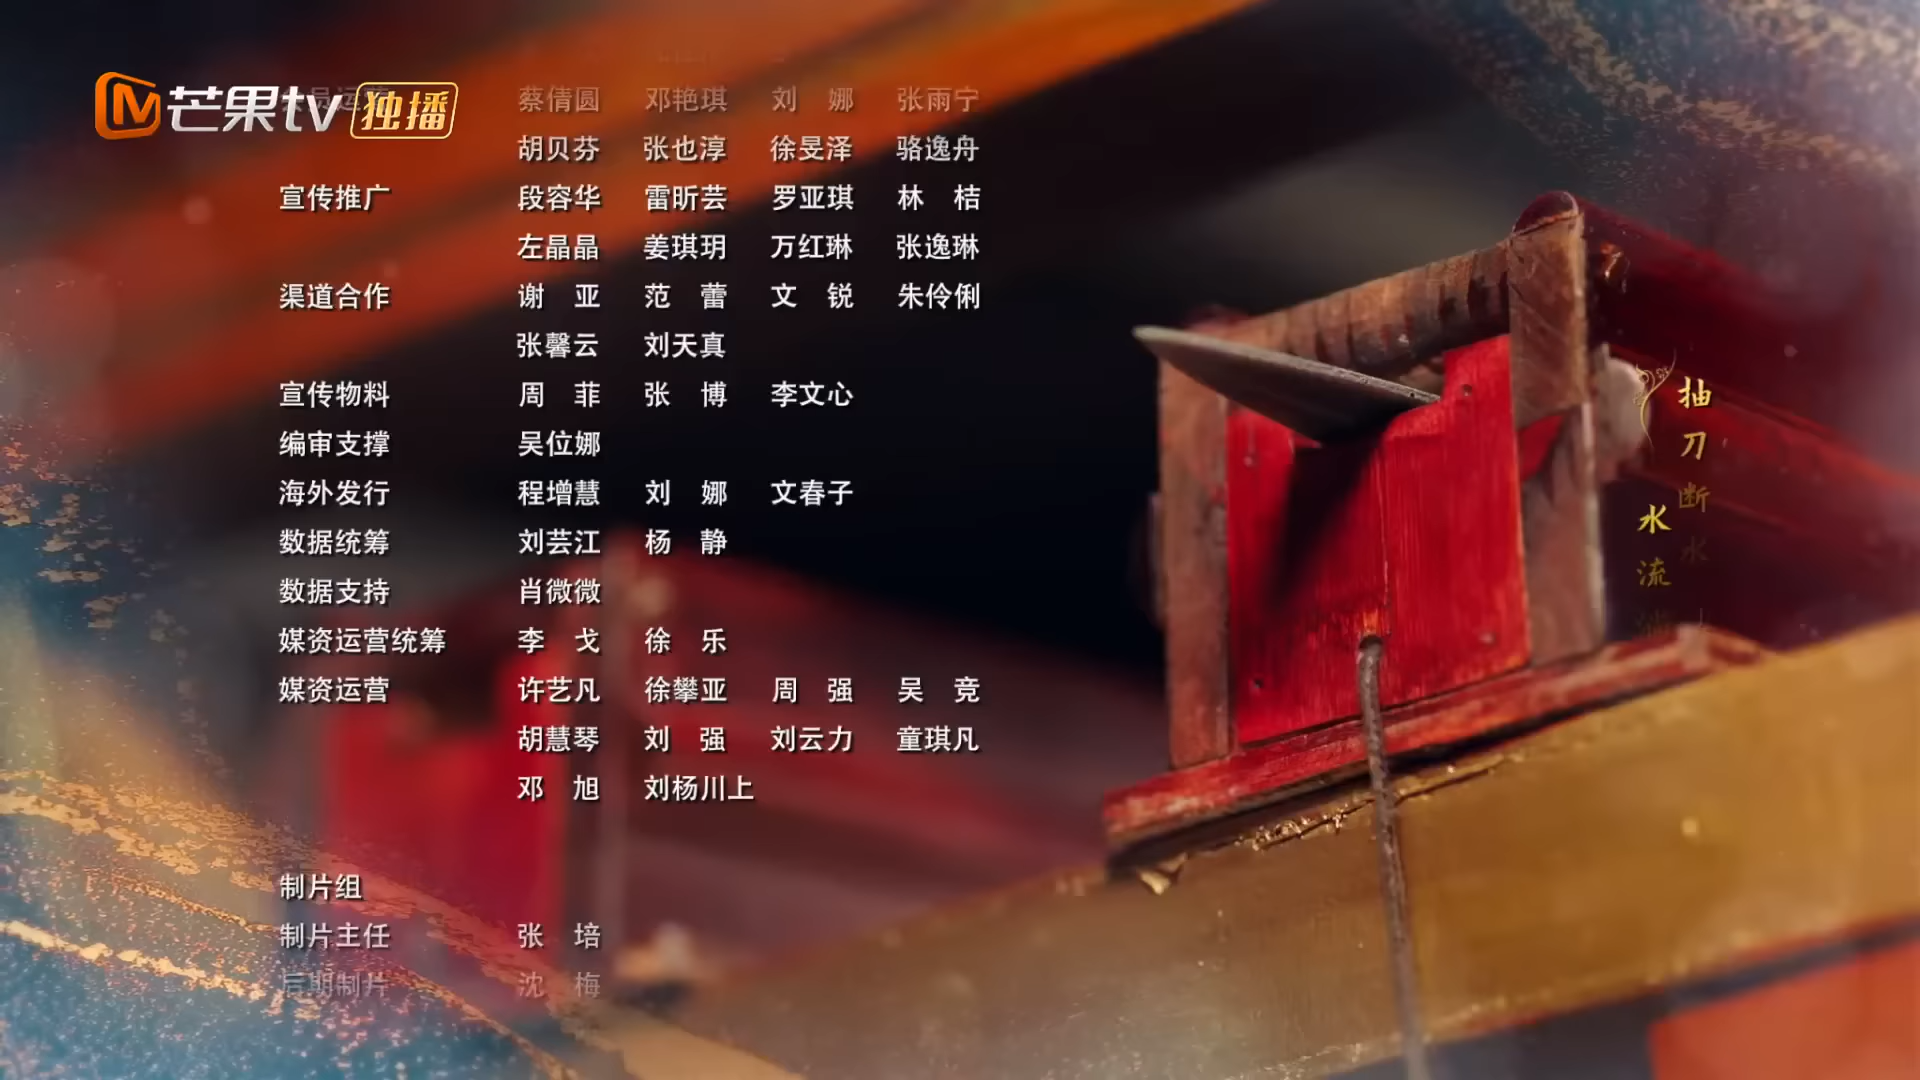 芒果tv 独播
蔡倩圆 邓艳琪 刘 娜 张雨宁
胡贝芬 张也淳 徐旻泽 骆逸舟
宣传推广 段容华 雷昕芸 罗亚琪 林 桔
左晶晶 姜琪玥 万红琳 张逸琳
渠道合作 谢 亚 范 蕾 文 锐 朱伶俐
张馨云 刘天真
宣传物料 周 菲 张 博 李文心
编审支撑 吴位娜
海外发行 程增慧 刘 娜 文春子
数据统筹 刘芸江 杨 静
数据支持 肖微微
媒资运营统筹 李 戈 徐 乐
媒资运营 许艺凡 徐攀亚 周 强 吴 竞
胡慧琴 刘 强 刘云力 童琪凡
邓 旭 刘杨川上
制片组
制片主任 张 培
后期制片 沈 梅
抽刀断水
水流淌